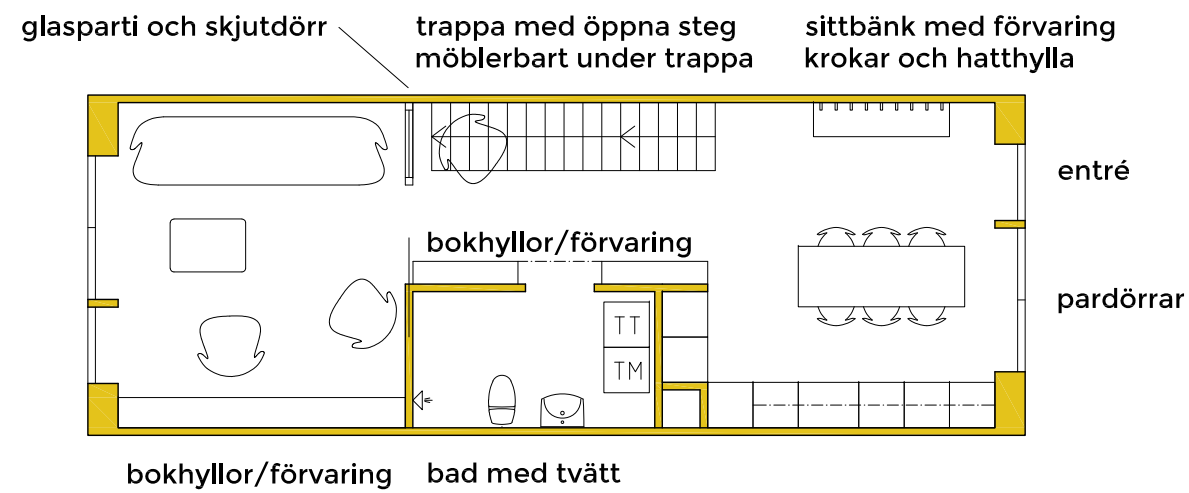 glasparti och skjutdörr
trappa med öppna steg
möblerbart under trappa
sittbänk med förvaring
krokar och hatthylla
entré
bokhyllor/förvaring
pardörrar
TT
TM
bokhyllor/förvaring
bad med tvätt